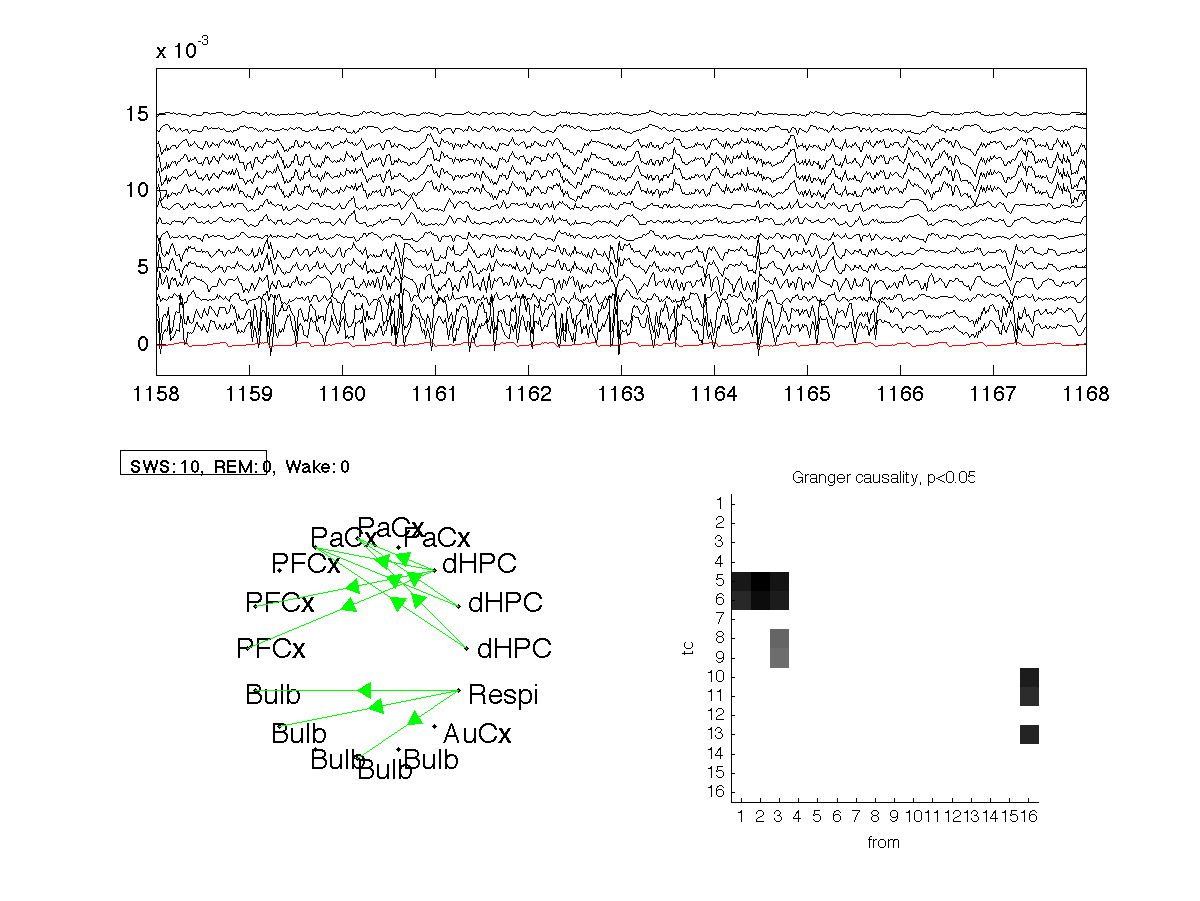 x 10-3
15
10
5
0
1158 1159 1160 1161 1162 1163 1164 1165 1166 1167 1168
SWS:10, REM:0, Wake:0
PaCx
PaCx PaCx
PFCx dHPC
PFCx dHPC
PFCx dHPC
Bulb Respi
Bulb AuCx
Bulb Bulb
Bulb
Granger causality, p<0.05
1
2
3
4
5
6
7
8
9
10
11
12
13
14
15
16
tc
1 2 3 4 5 6 7 8 9 10 11 12 13 14 15 16
from